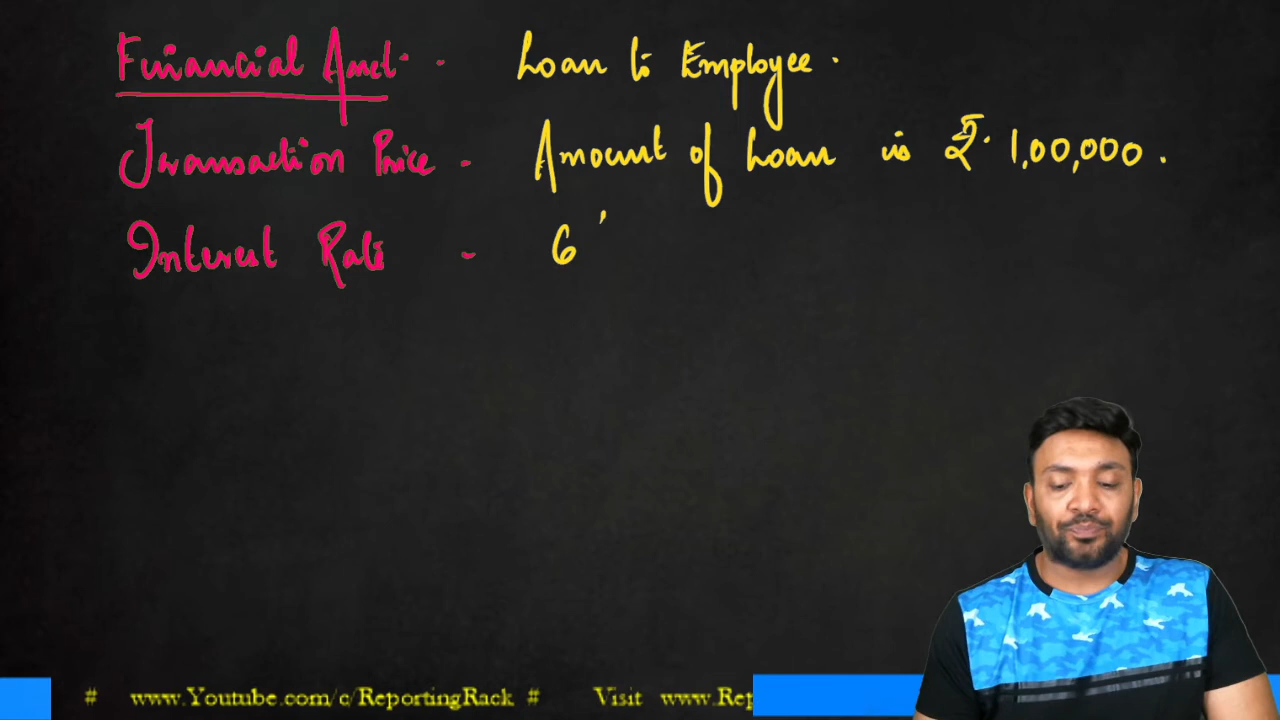 Financial Asset - Loan to Employee.
Transaction Price - Amount of Loan is ₹. 1,00,000.
Interest Rate - 6
# www.Youtube.com/c/ReportingRack # Visit www.Rep